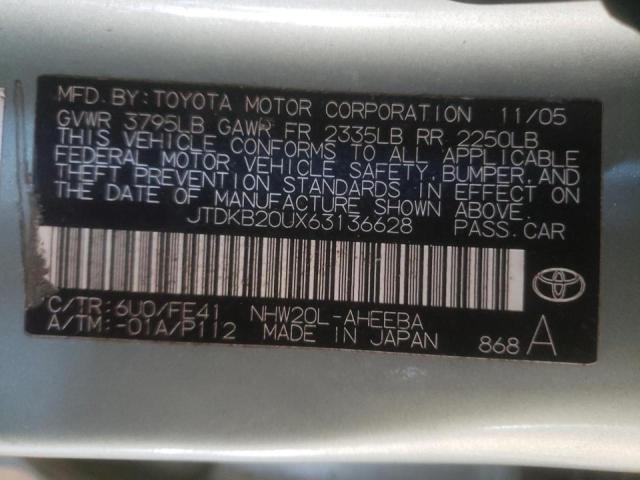 MFD. BY: TOYOTA MOTOR CORPORATION 11/05
GVWR 3795LB GAWR FR 2335LB RR 2250LB
THIS VEHICLE CONFORMS TO ALL APPLICABLE
FEDERAL MOTOR VEHICLE SAFETY, BUMPER, AND
THEFT PREVENTION STANDARDS IN EFFECT ON
THE DATE OF MANUFACTURE SHOWN ABOVE.
JTDKB20UX63136628 PASS.CAR
C/TR: 6U0/FE41 NHW20L-AHEEBA
A/TM: -01A/P112 MADE IN JAPAN 868 A